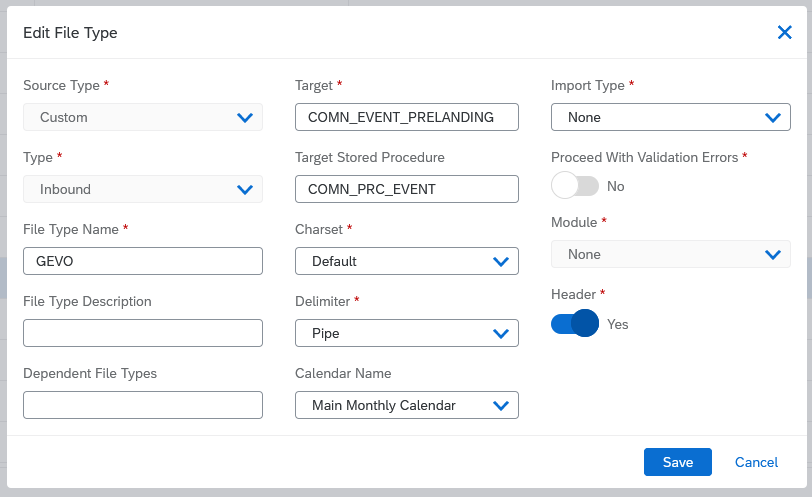 Edit File Type
Source Type *
Custom
Type *
Inbound
File Type Name *
GEVO
File Type Description
Dependent File Types
Target *
COMN_EVENT_PRELANDING
Target Stored Procedure
COMN_PRC_EVENT
Charset *
Default
Delimiter *
Pipe
Calendar Name
Main Monthly Calendar
Import Type *
None
Proceed With Validation Errors *
No
Module *
None
Header *
Yes
Save
Cancel